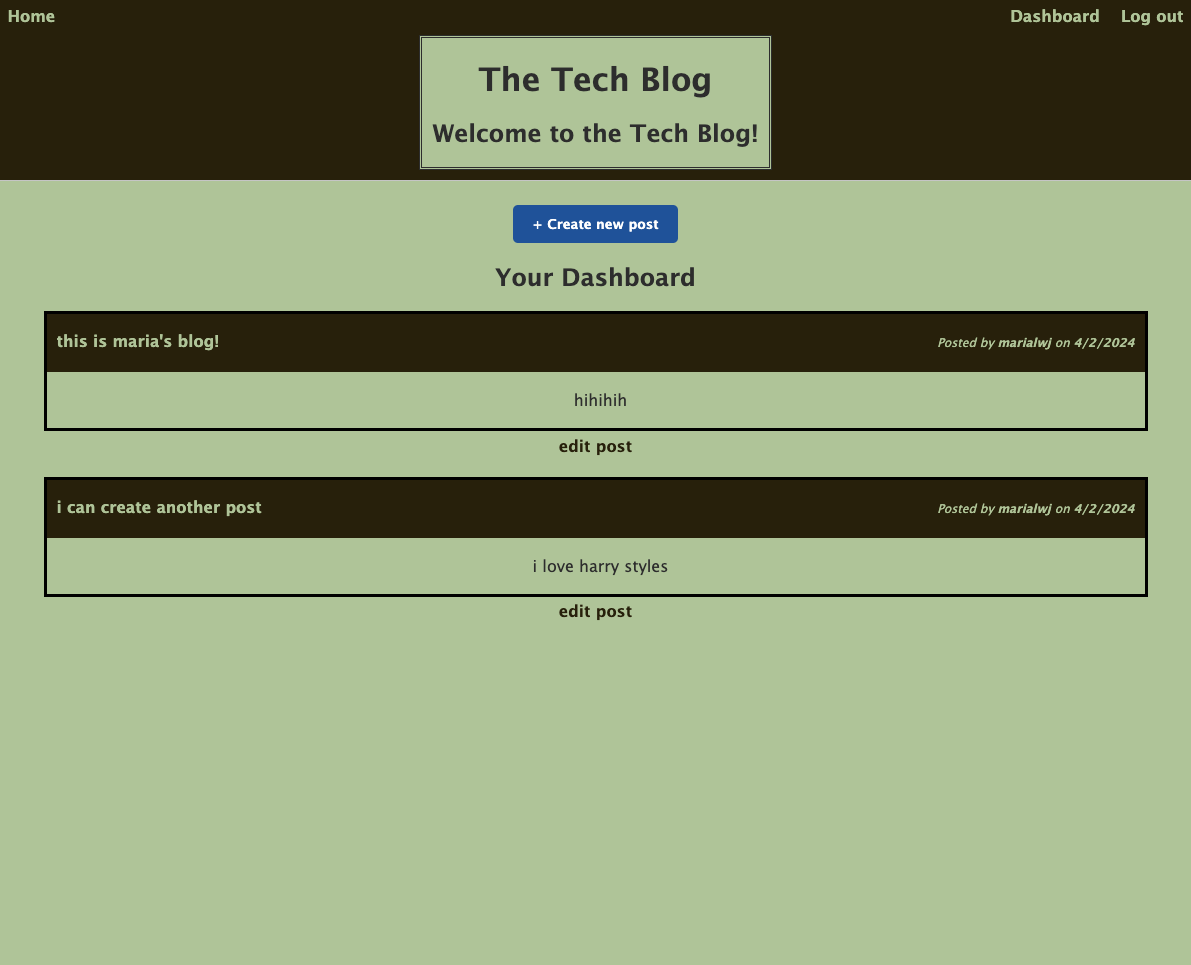 Home Dashboard Log out
The Tech Blog
Welcome to the Tech Blog!
+ Create new post
Your Dashboard
this is maria's blog! Posted by marialwj on 4/2/2024
hihihih
edit post
i can create another post Posted by marialwj on 4/2/2024
i love harry styles
edit post